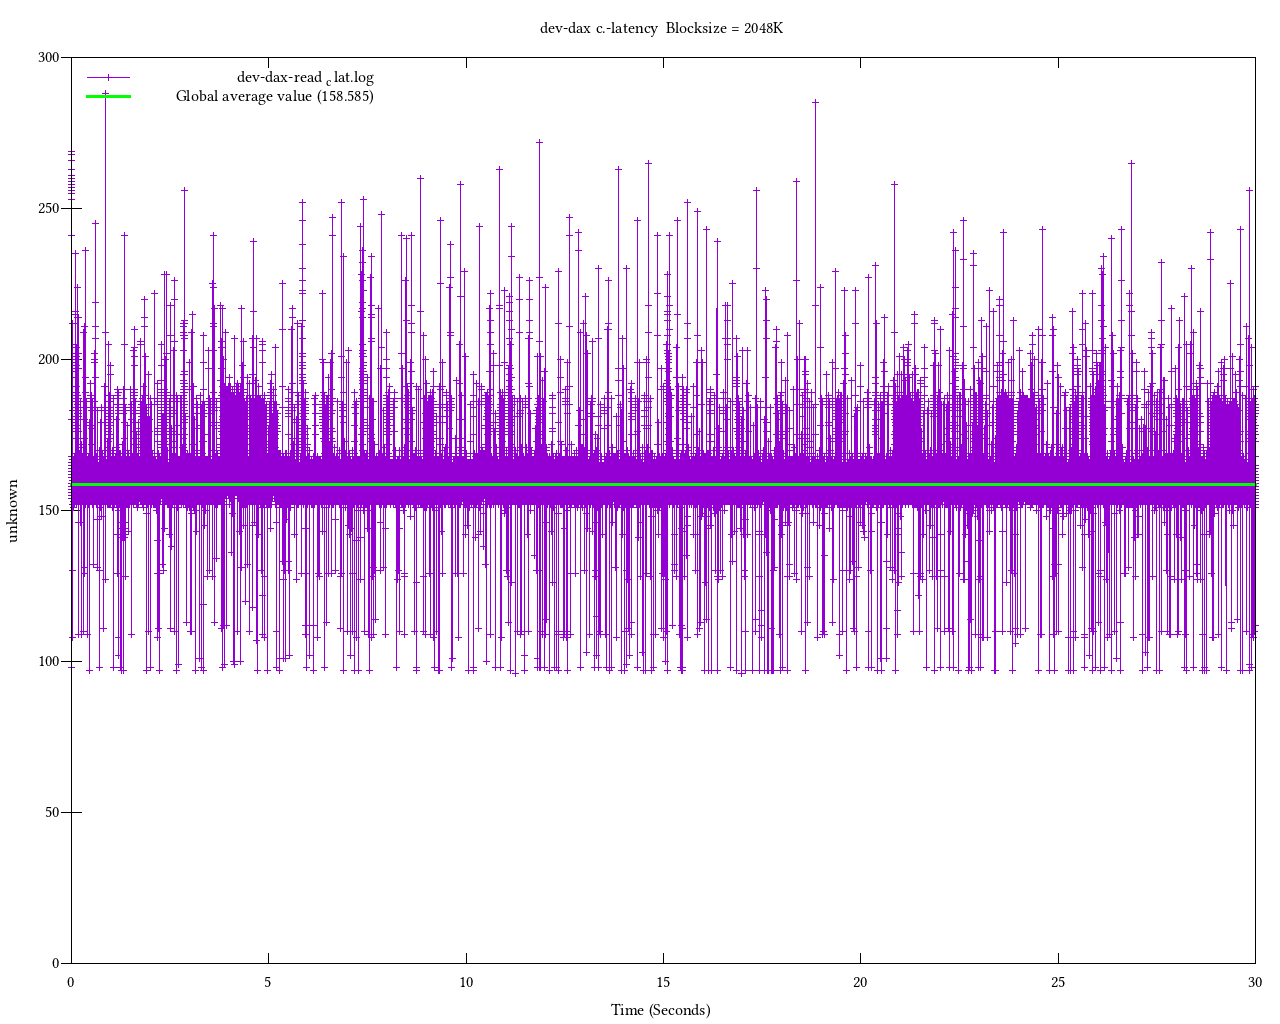 dev-dax c.-latency Blocksize = 2048K
dev-dax-read c lat.log
Global average value (158.585)
300
250
200
150
100
50
0
unknown
0 5 10 15 20 25 30
Time (Seconds)